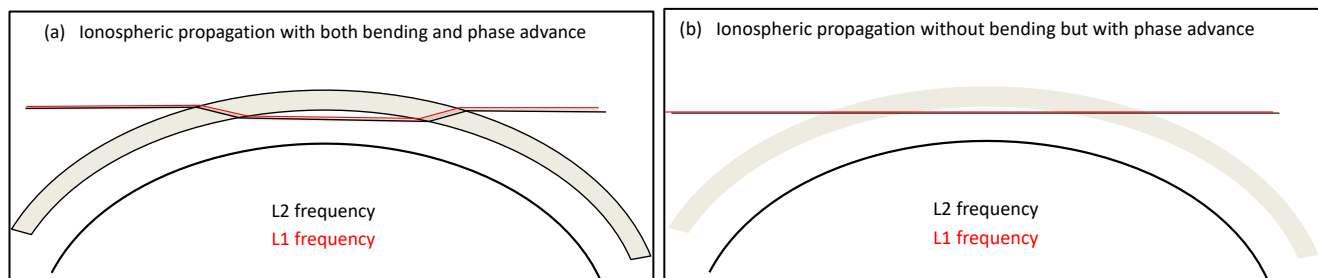 (a) Ionospheric propagation with both bending and phase advance
L2 frequency
L1 frequency
(b) Ionospheric propagation without bending but with phase advance
L2 frequency
L1 frequency